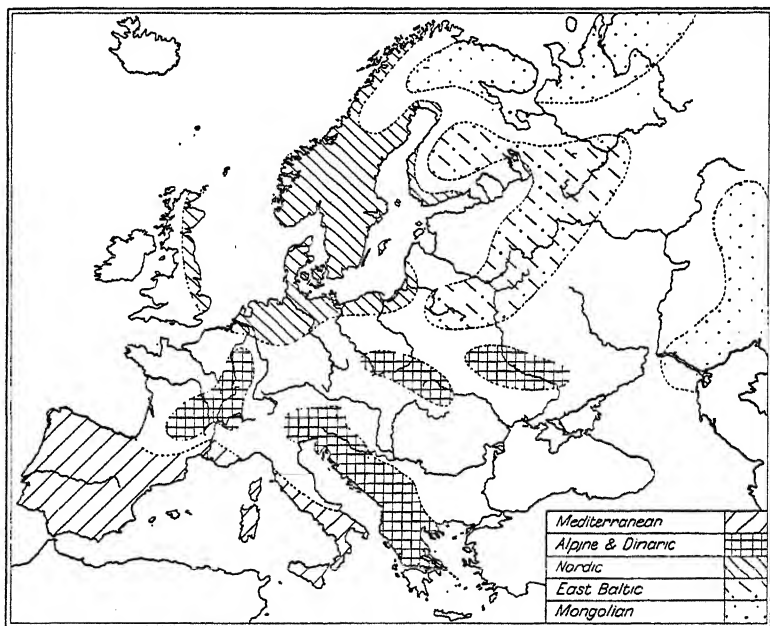 Mediterranean
Alpine & Dinaric
Nordic
East Baltic
Mongolian